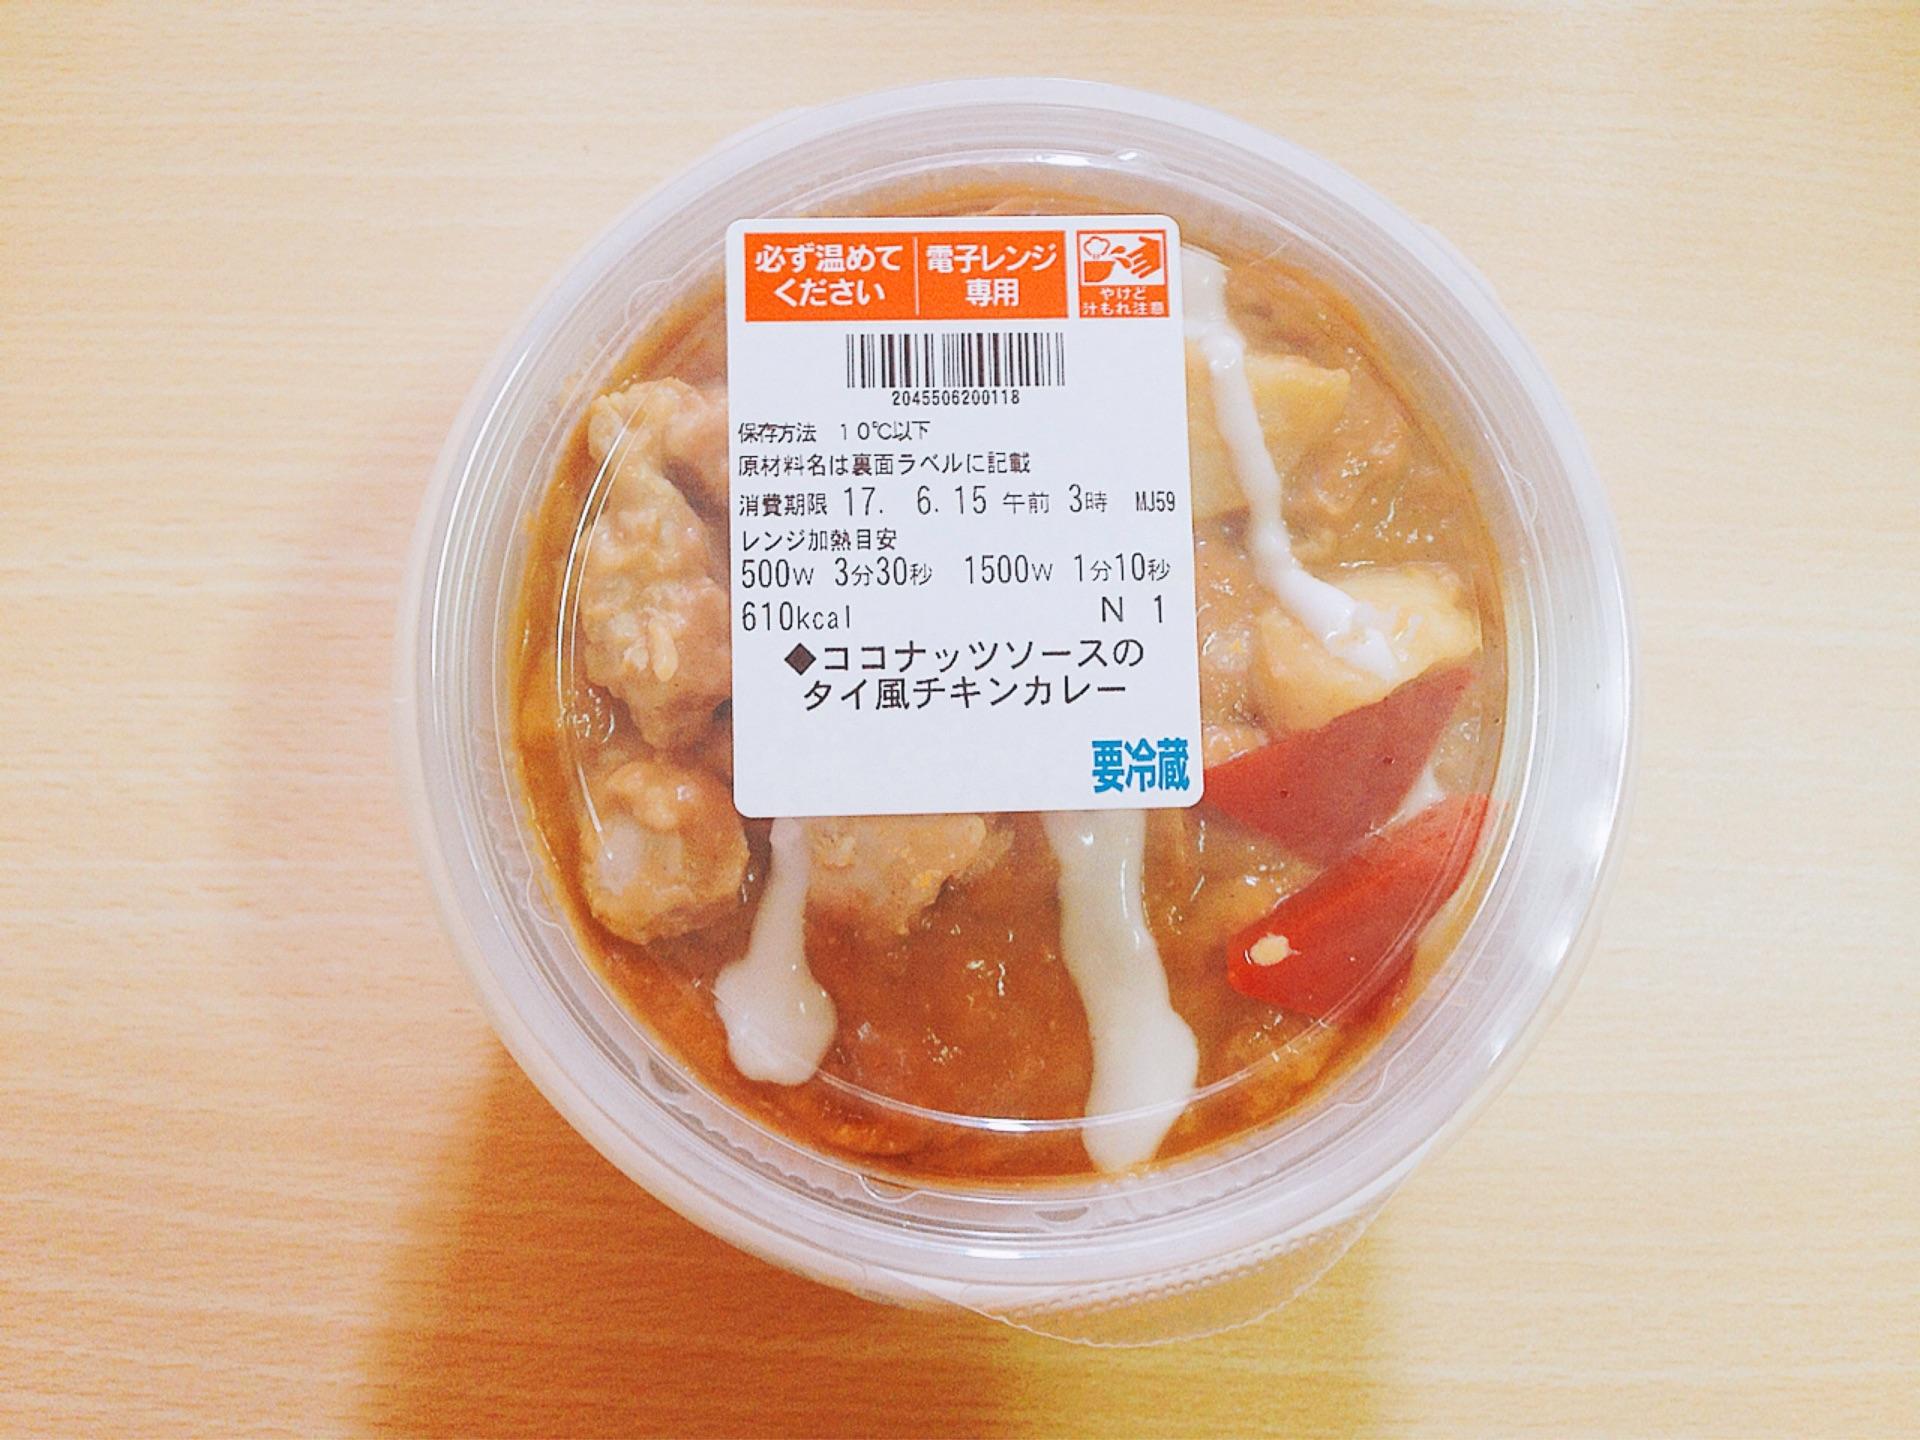 必ず温めて
ください
電子レンジ
専用
やけど
汁もれ注意
2045506200118
保存方法 10℃以下
原材料名は裏面ラベルに記載
消費期限 17. 6.15 午前 3時 MJ59
レンジ加熱目安
500W 3分30秒 1500W 1分10秒
610kcal N 1
◆ココナッツソースの
タイ風チキンカレー
要冷蔵